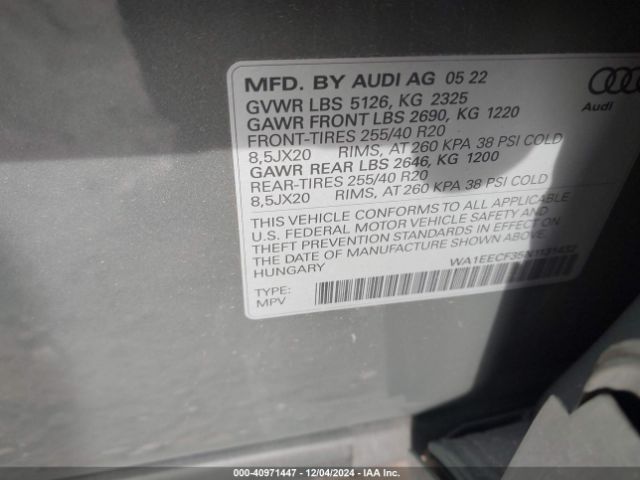 MFD. BY AUDI AG 05 22
GVWR LBS 5126, KG 2325
GAWR FRONT LBS 2690, KG 1220
FRONT-TIRES 255/40 R20
8,5JX20 RIMS, AT 260 KPA 38 PSI COLD
GAWR REAR LBS 2646, KG 1200
REAR-TIRES 255/40 R20
8,5JX20 RIMS, AT 260 KPA 38 PSI COLD
Audi
THIS VEHICLE CONFORMS TO ALL APPLICABLE
U.S. FEDERAL MOTOR VEHICLE SAFETY AND
THEFT PREVENTION STANDARDS IN EFFECT ON
THE DATE OF MANUFACTURE SHOWN ABOVE.
HUNGARY
TYPE:
MPV
000-40971447 - 12/04/2024 - IAA Inc.